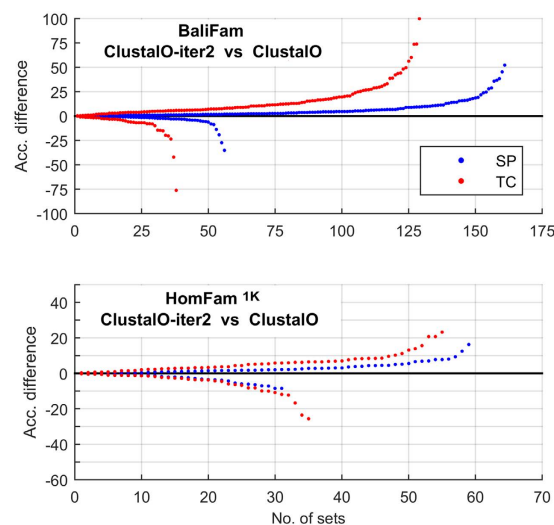 BaliFam
ClustalO-iter2 vs ClustalO
Acc. difference
100
75
50
25
0
-25
-50
-75
-100
SP
TC
0 25 50 75 100 125 150 175
HomFam 1K
ClustalO-iter2 vs ClustalO
Acc. difference
40
20
0
-20
-40
-60
0 10 20 30 40 50 60 70
No. of sets